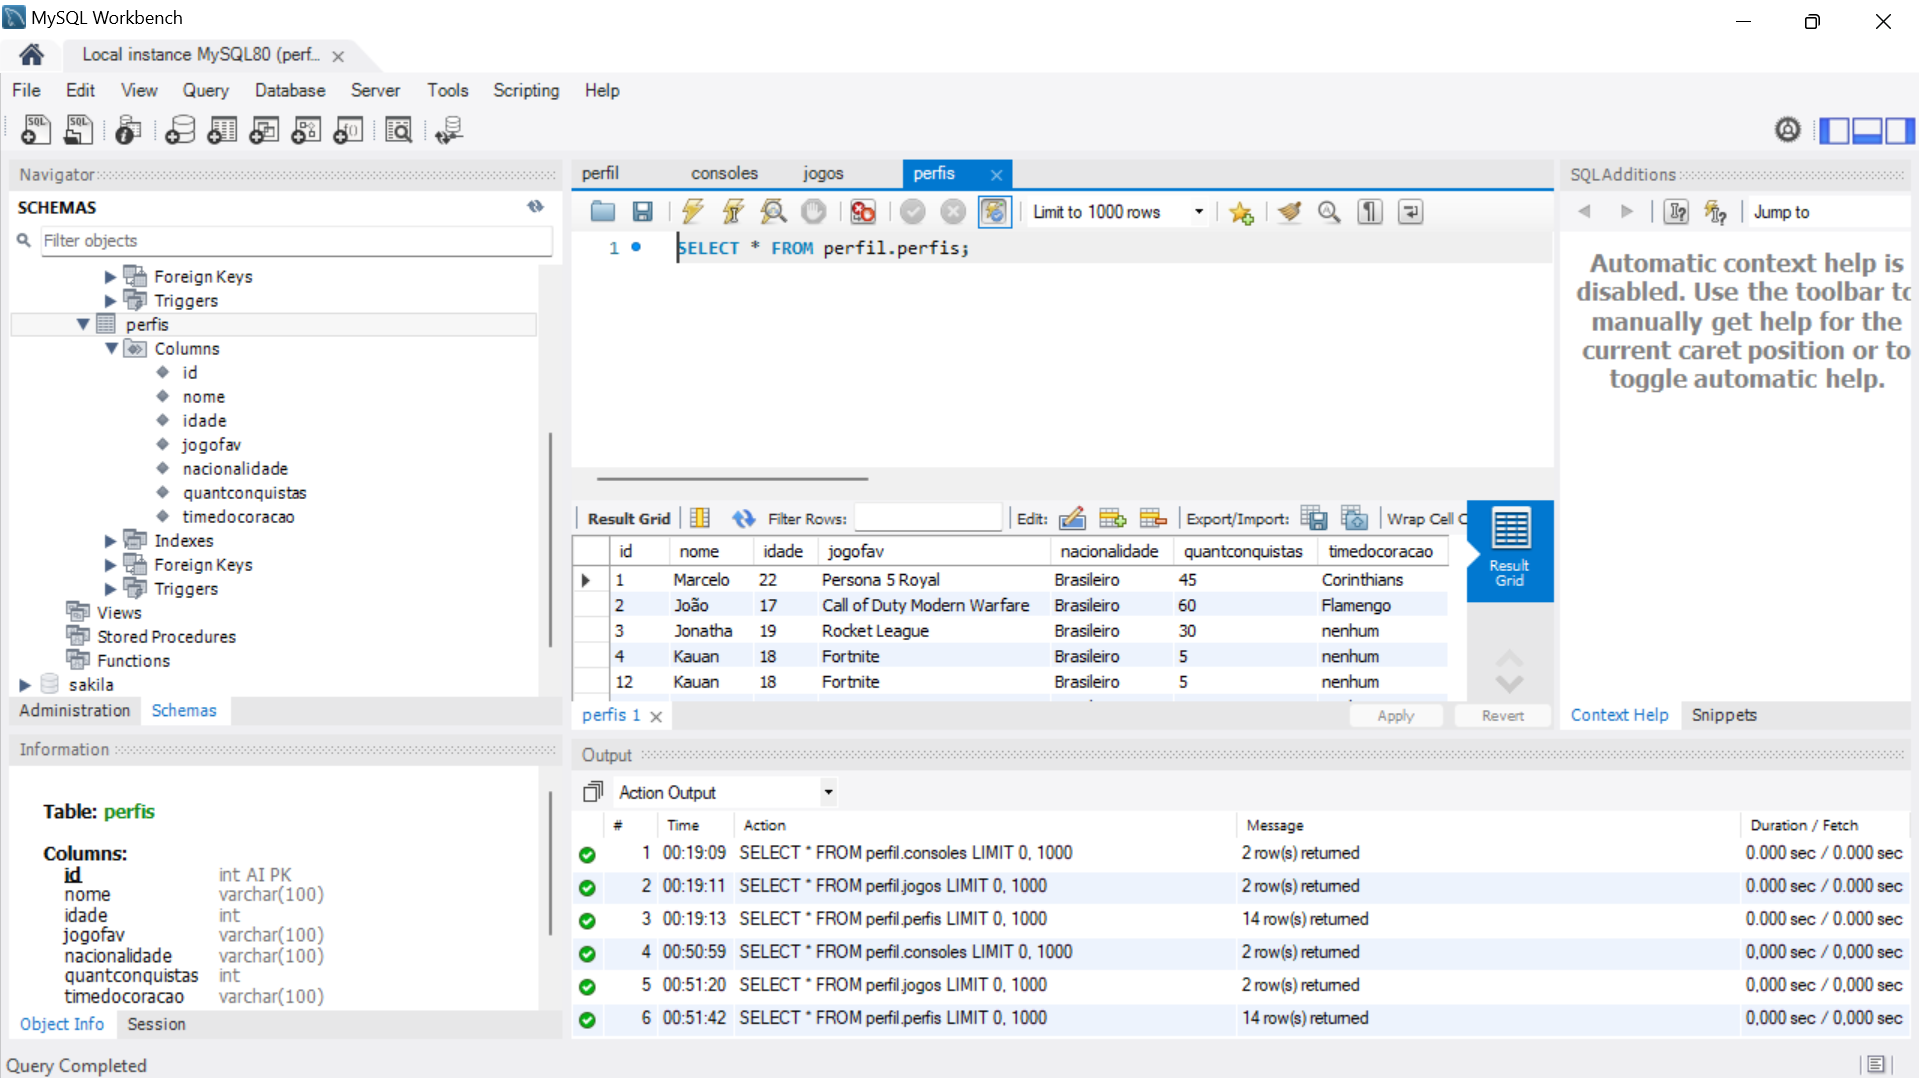 MySQL Workbench
Local instance MySQL80 (perf...
File Edit View Query Database Server Tools Scripting Help
Navigator
SCHEMAS
Filter objects
Foreign Keys
Triggers
perfis
Columns
id
nome
idade
jogofav
nacionalidade
quantconquistas
timedocoracao
Indexes
Foreign Keys
Triggers
Views
Stored Procedures
Functions
sakila
Administration Schemas
Information
Table: perfis
Columns:
id int AI PK
nome varchar(100)
idade int
jogofav varchar(100)
nacionalidade varchar(100)
quantconquistas int
timedocoracao varchar(100)
Object Info Session
perfil consoles jogos perfis
Limit to 1000 rows
1 SELECT * FROM perfil.perfis;
Result Grid Filter Rows: Edit: Export/Import: Wrap Cell C
id nome idade jogofav nacionalidade quantconquistas timedocoracao
1 Marcelo 22 Persona 5 Royal Brasileiro 45 Corinthians
2 João 17 Call of Duty Modern Warfare Brasileiro 60 Flamengo
3 Jonatha 19 Rocket League Brasileiro 30 nenhum
4 Kauan 18 Fortnite Brasileiro 5 nenhum
12 Kauan 18 Fortnite Brasileiro 5 nenhum
Result
Grid
perfis 1 Apply Revert
SQLAdditions
Jump to
Automatic context help is
disabled. Use the toolbar to
manually get help for the
current caret position or to
toggle automatic help.
Context Help Snippets
Output
Action Output
# Time Action Message Duration / Fetch
1 00:19:09 SELECT * FROM perfil.consoles LIMIT 0, 1000 2 row(s) returned 0.000 sec / 0.000 sec
2 00:19:11 SELECT * FROM perfil.jogos LIMIT 0, 1000 2 row(s) returned 0.000 sec / 0.000 sec
3 00:19:13 SELECT * FROM perfil.perfis LIMIT 0, 1000 14 row(s) returned 0.000 sec / 0.000 sec
4 00:50:59 SELECT * FROM perfil.consoles LIMIT 0, 1000 2 row(s) returned 0,000 sec / 0,000 sec
5 00:51:20 SELECT * FROM perfil.jogos LIMIT 0, 1000 2 row(s) returned 0,000 sec / 0,000 sec
6 00:51:42 SELECT * FROM perfil.perfis LIMIT 0, 1000 14 row(s) returned 0,000 sec / 0,000 sec
Query Completed